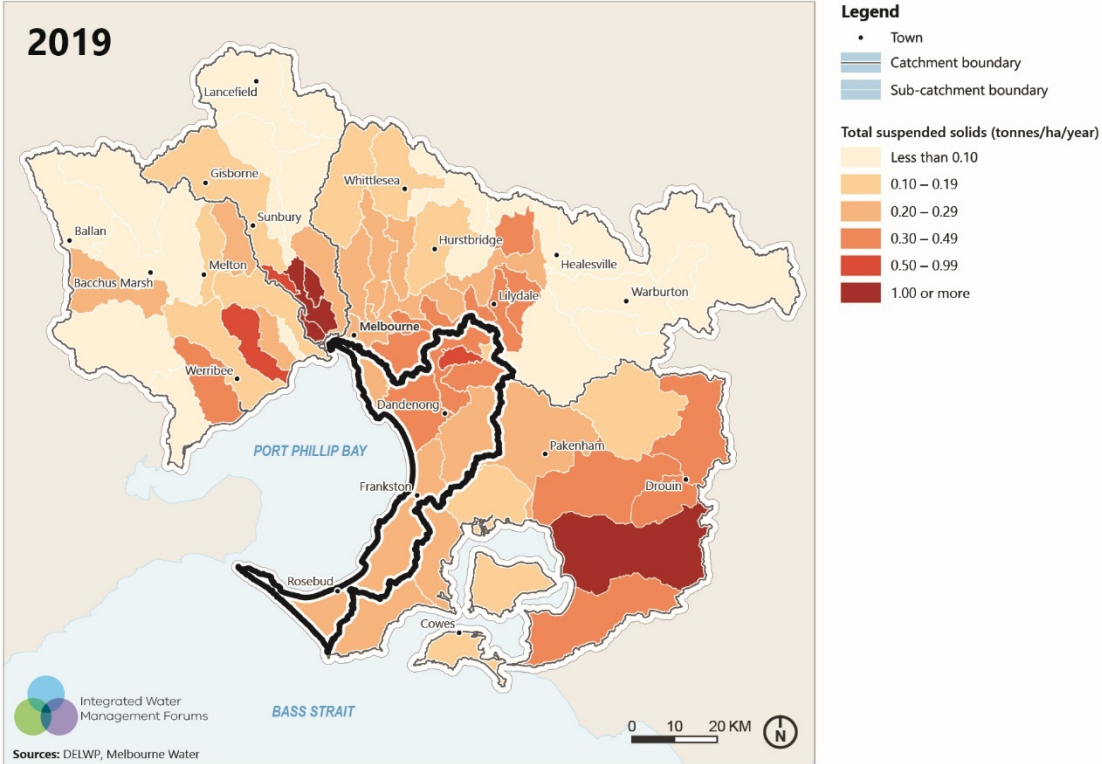 2019
Lancefield
Gisborne
Whittlesea
Sunbury
Ballan
Hurstbridge
Healesville
Melton
Bacchus Marsh
Lilydale
Warburton
Melbourne
Werribee
Dandenong
PORT PHILLIP BAY
Pakenham
Frankston
Drouin
Rosebud
Cowes
Integrated Water
Management Forums
BASS STRAIT
0 10 20 KM
N
Sources: DELWP, Melbourne Water
Legend
Town
Catchment boundary
Sub-catchment boundary
Total suspended solids (tonnes/ha/year)
Less than 0.10
0.10 – 0.19
0.20 – 0.29
0.30 – 0.49
0.50 – 0.99
1.00 or more